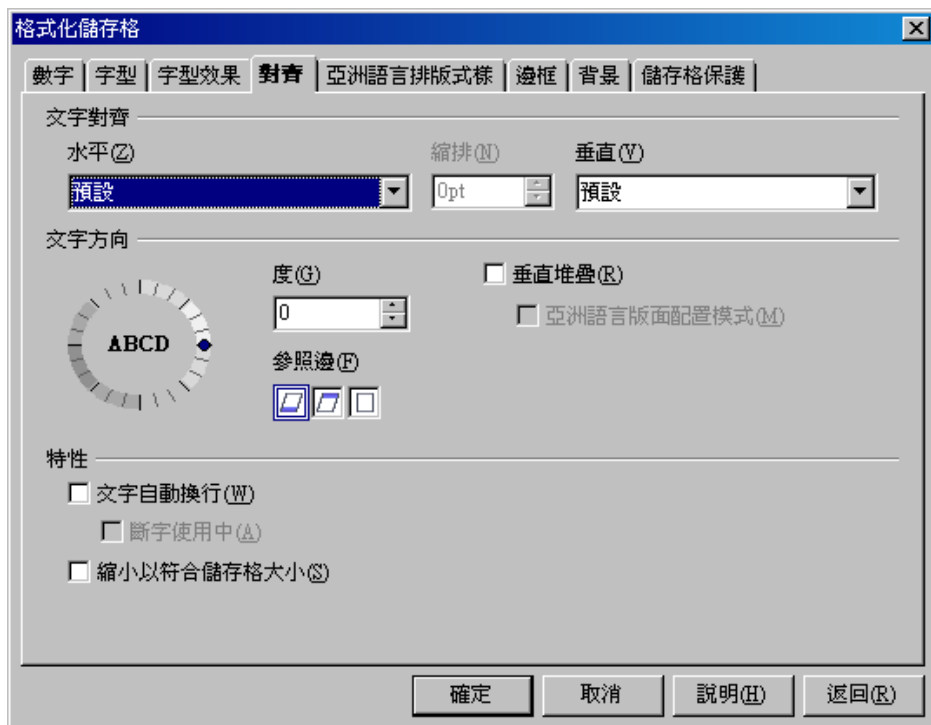 格式化儲存格
數字 字型 字型效果 對齊 亞洲語言排版式樣 邊框 背景 儲存格保護
文字對齊
水平(Z) 縮排(N) 垂直(V)
預設 0pt 預設
文字方向
度(G) 垂直堆疊(R)
0 亞洲語言版面配置模式(M)
ABCD
參照邊(F)
特性
文字自動換行(W)
斷字使用中(A)
縮小以符合儲存格大小(S)
確定 取消 說明(H) 返回(R)